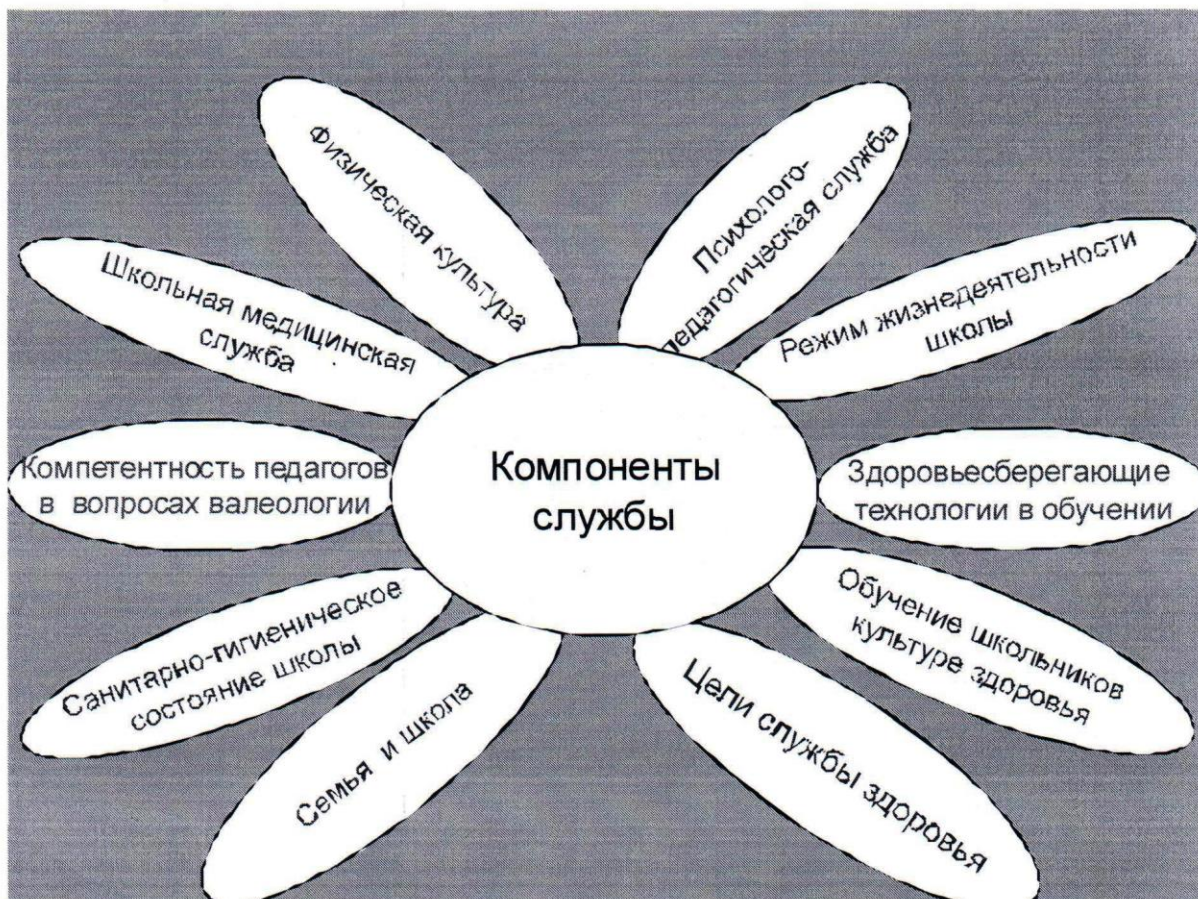 Физическая культура
Психолого-
педагогическая служба
Школьная медицинская
служба
Режим жизнедеятельности
школы
Компетентность педагогов
в вопросах валеологии
Компоненты
службы
Здоровьесберегающие
технологии в обучении
Санитарно-гигиеническое
состояние школы
Обучение школьников
культуре здоровья
Семья и школа
Цели службы здоровья